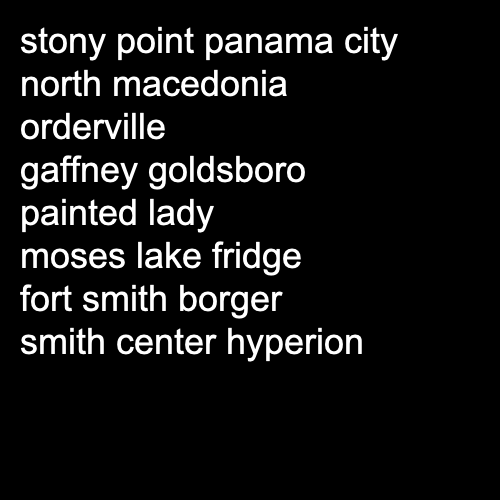 stony point panama city
north macedonia
orderville
gaffney goldsboro
painted lady
moses lake fridge
fort smith borger
smith center hyperion